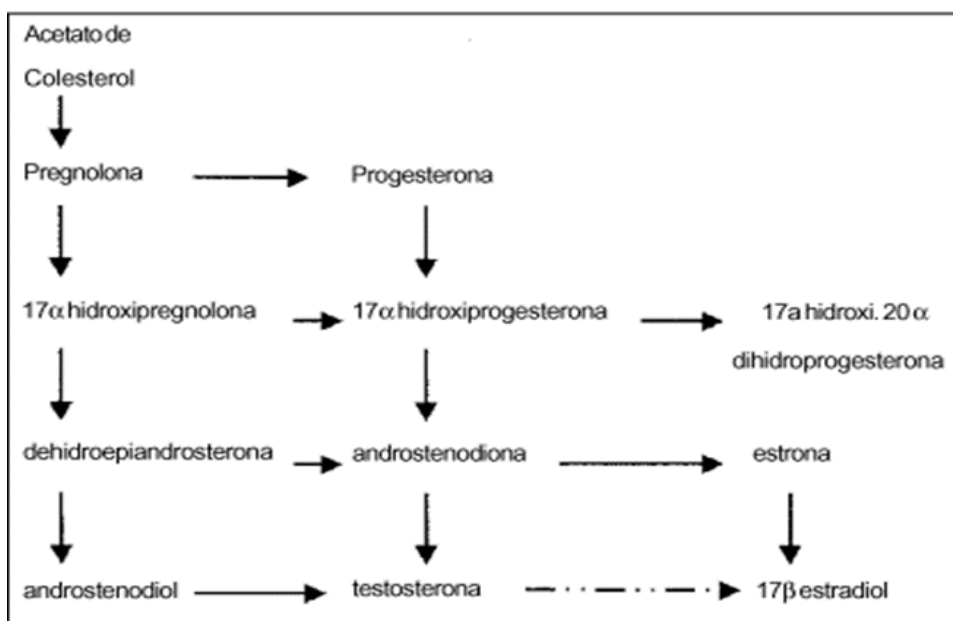 Acetato de
Colesterol
Pregnolona
Progesterona
17α hidroxipregnolona
17α hidroxiprogesterona
17a hidroxi. 20 α
dihidroprogesterona
dehidroepiandrosterona
androstenodiona
estrona
androstenodiol
testosterona
17β estradiol